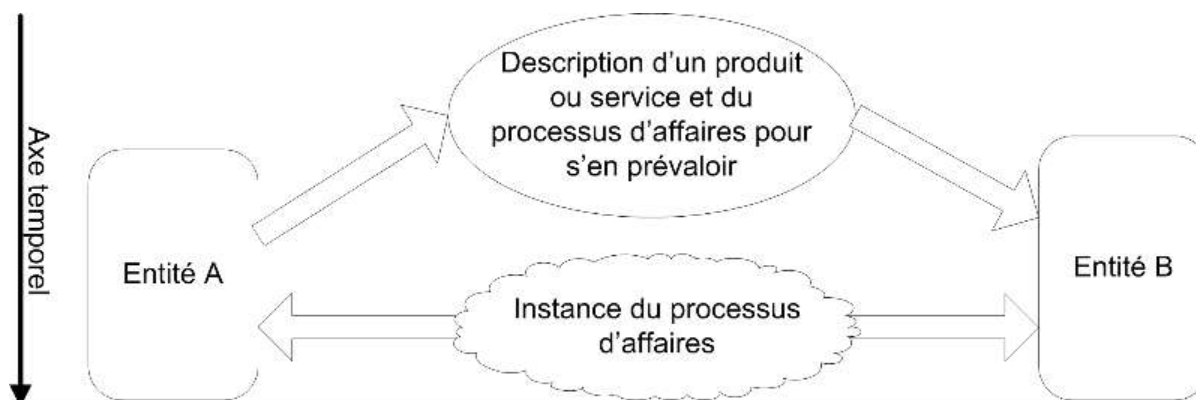 Description d'un produit
ou service et du
processus d'affaires pour
s'en prévaloir
Axe temporel
Entité A
Entité B
Instance du processus
d'affaires